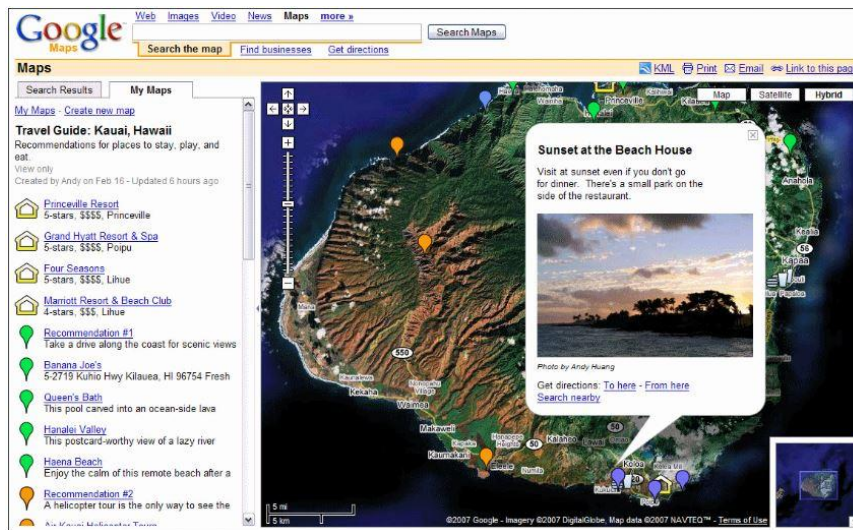 Web Images Video News Maps more »
Google
Maps
Search Maps
Search the map Find businesses Get directions
Maps
KML Print Email Link to this page
Search Results My Maps
My Maps - Create new map
Travel Guide: Kauai, Hawaii
Recommendations for places to stay, play, and
eat.
View only
Created by Andy on Feb 16 - Updated 6 hours ago
Princeville Resort
5-stars, $$$$, Princeville
Grand Hyatt Resort & Spa
5-stars, $$$$, Poipu
Four Seasons
5-stars, $$$$, Lihue
Marriott Resort & Beach Club
4-stars, $$$, Lihue
Recommendation #1
Take a drive along the coast for scenic views
Banana Joe's
5-2719 Kuhio Hwy Kilauea, HI 96754 Fresh
Queen's Bath
This pool carved into an ocean-side lava
Hanalei Valley
This postcard-worthy view of a lazy river
Haena Beach
Enjoy the calm of this remote beach after a
Recommendation #2
A helicopter tour is the only way to see the
Air Kauai Helicopter Tours
Map Satellite Hybrid
Princeville
Anahola
Kealia
56
Kapaa
Sunset at the Beach House
Visit at sunset even if you don't go
for dinner. There's a small park on the
side of the restaurant.
Photo by Andy Huang
Get directions: To here - From here
Search nearby
550
Kekaha
Waimea
Makaweli
Kaumakani
Eleele
Numila
Hanapepe
Heights
50
Kalaheo
50
Koloa
5 mi
5 km
©2007 Google - Imagery ©2007 DigitalGlobe, Map data ©2007 NAVTEQ™ - Terms of Use